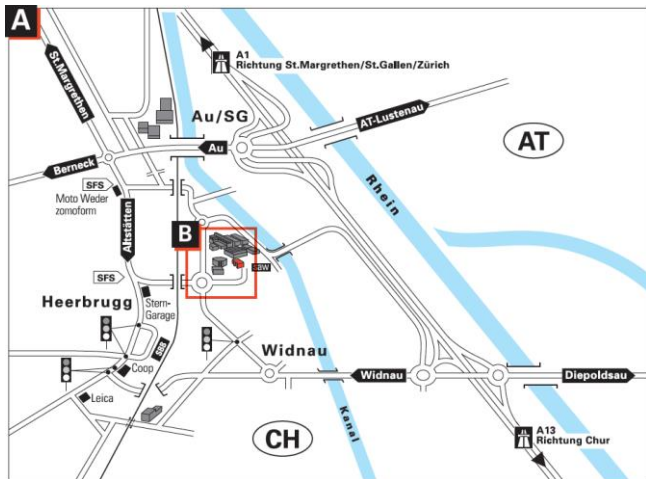 A
A1
Richtung St.Margrethen/St.Gallen/Zürich
St.Margrethen
Au/SG
AT-Lustenau
AT
Au
Berneck
SFS
Moto Weder
zomoform
Rhein
Altstätten
B
SFS
Stern-
Garage
Heerbrugg
SBB
Widnau
Coop
Widnau
Diepoldsau
Leica
Kanal
CH
A13
Richtung Chur